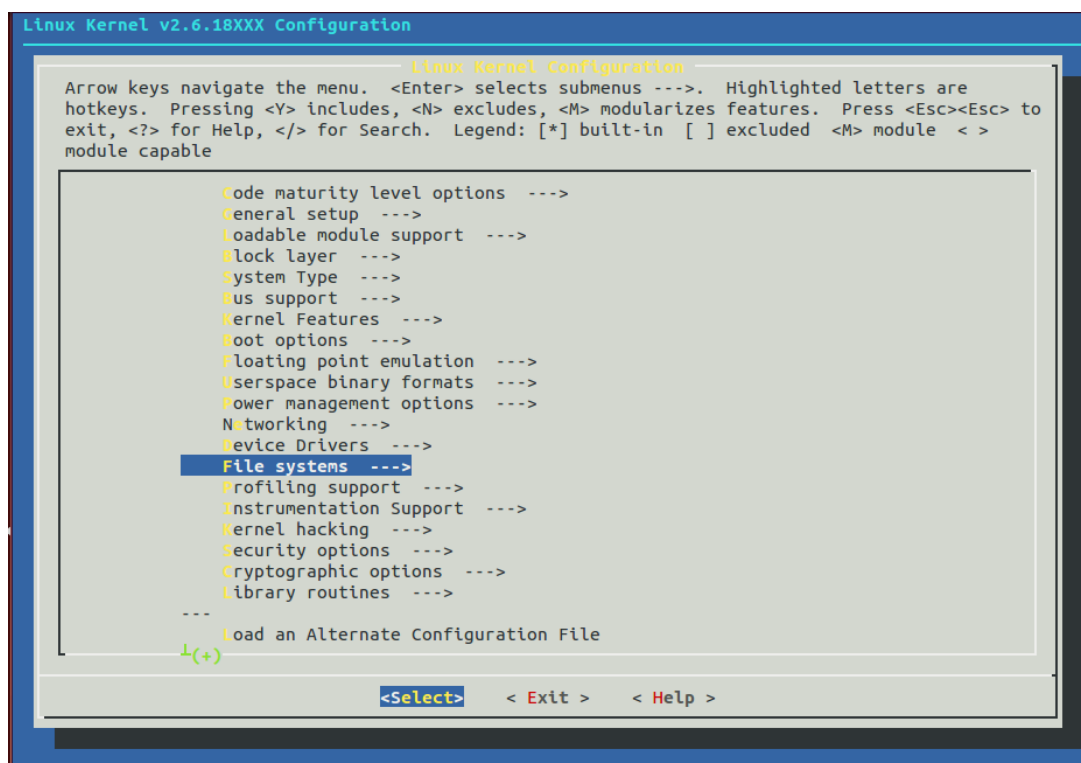 Linux Kernel v2.6.18XXX Configuration
Linux Kernel Configuration
Arrow keys navigate the menu.  <Enter> selects submenus --->.  Highlighted letters are
hotkeys.  Pressing <Y> includes, <N> excludes, <M> modularizes features.  Press <Esc><Esc> to
exit, <?> for Help, </> for Search.  Legend: [*] built-in  [ ] excluded  <M> module  < >
module capable
Code maturity level options  --->
General setup  --->
Loadable module support  --->
Block layer  --->
System Type  --->
Bus support  --->
Kernel Features  --->
Boot options  --->
Floating point emulation  --->
Userspace binary formats  --->
Power management options  --->
Networking  --->
Device Drivers  --->
File systems  --->
Profiling support  --->
Instrumentation Support  --->
Kernel hacking  --->
Security options  --->
Cryptographic options  --->
Library routines  --->
---
Load an Alternate Configuration File
┴(+)
<Select>    < Exit >    < Help >